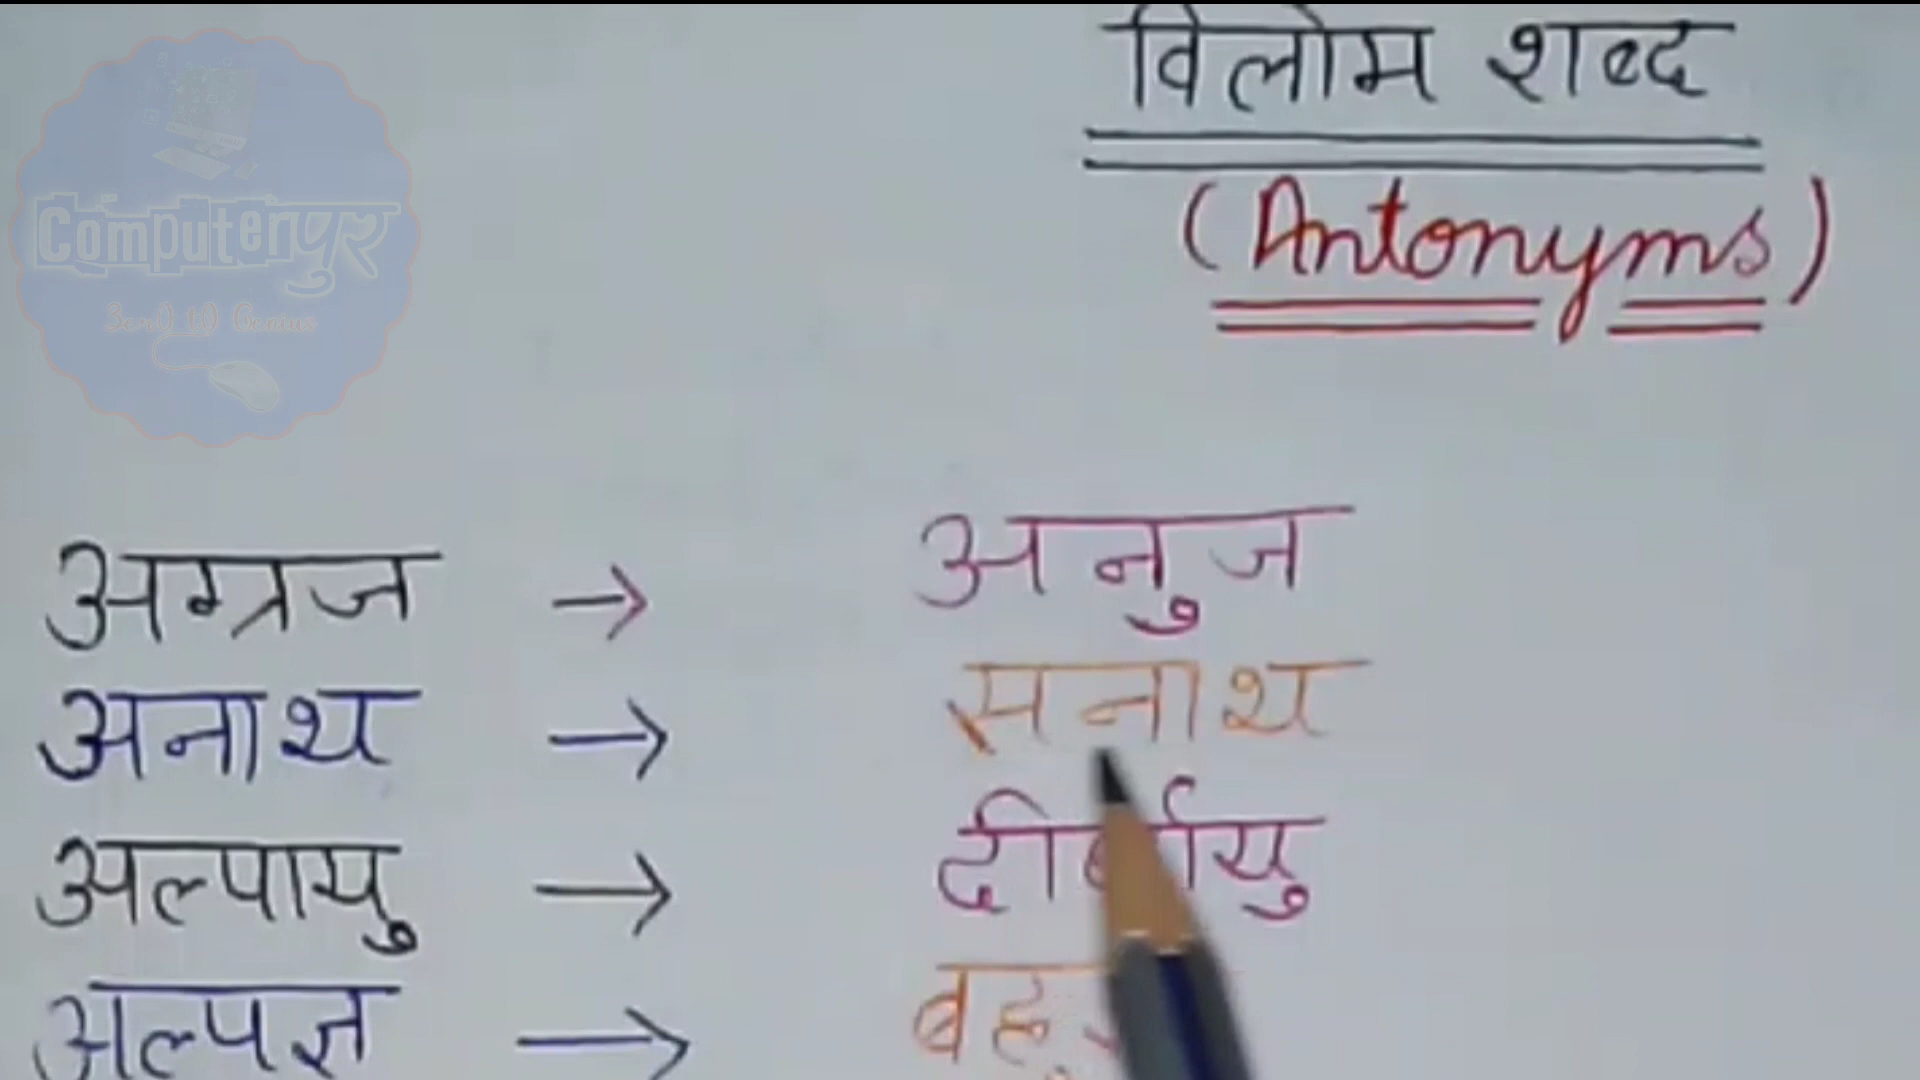 विलोम शब्द
(Antonyms)
Computerपुर
अग्रज → अनुज
अनाथ → सनाथ
अल्पायु → दीर्घायु
अल्पज्ञ →